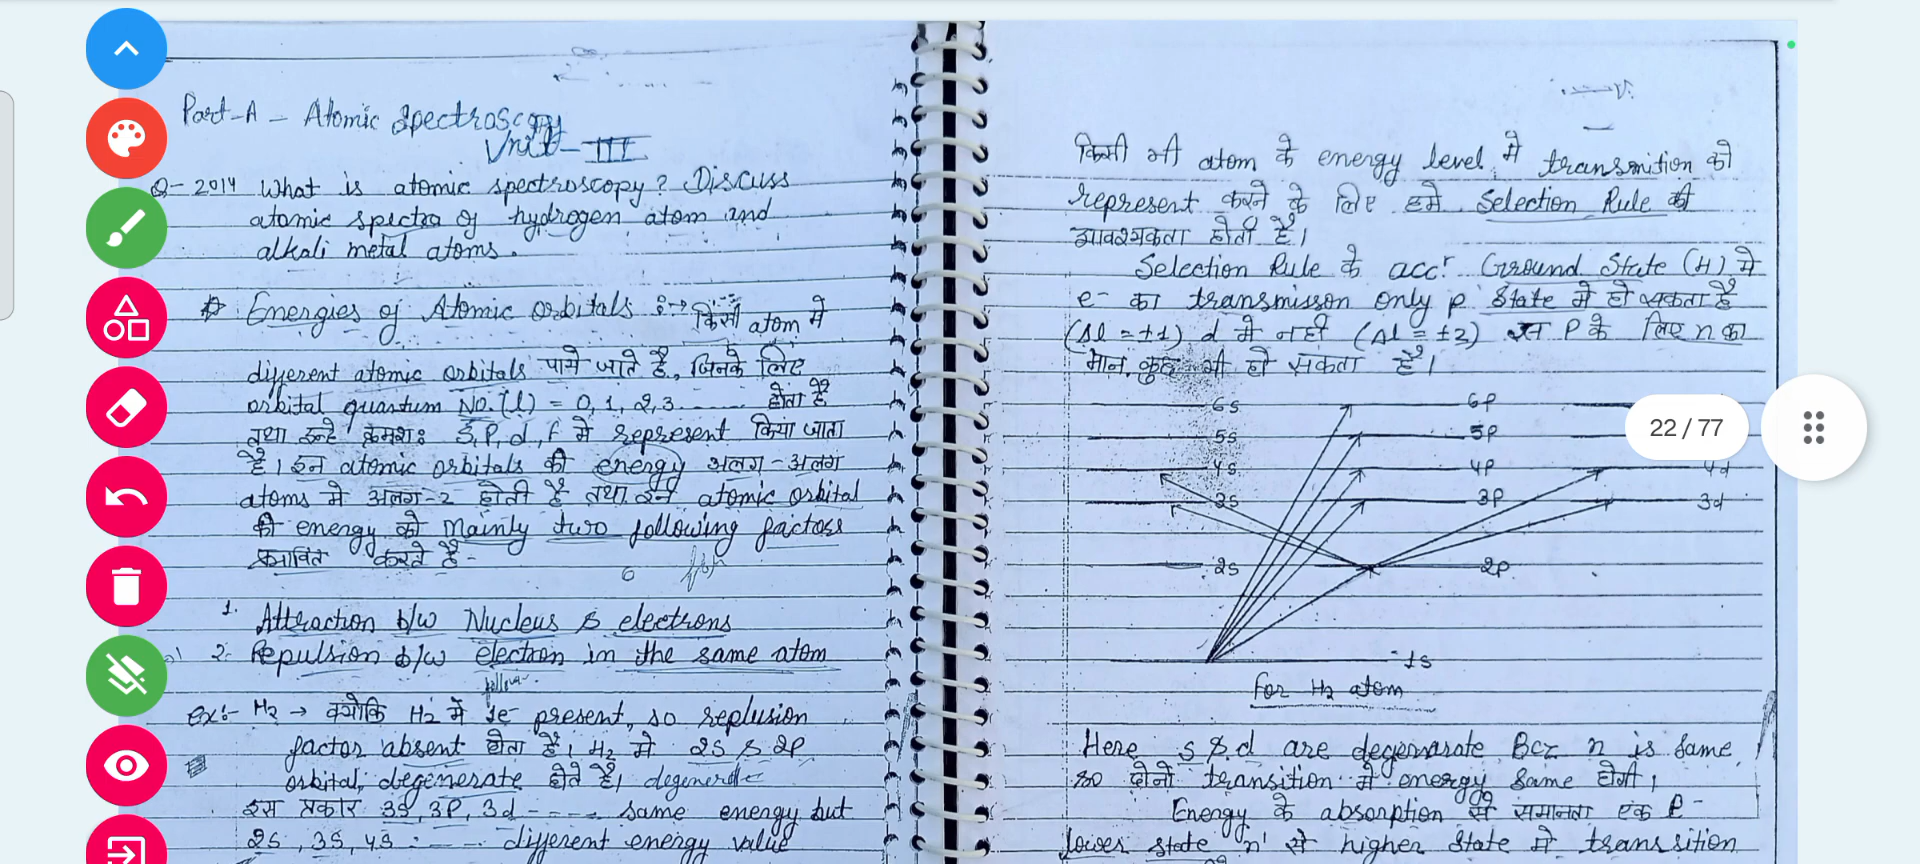 Part-A - Atomic Spectroscopy
Unit-III
Q- 2014 What is atomic spectroscopy? Discuss
atomic spectra of hydrogen atom and
alkali metal atoms.
Energies of Atomic orbitals :→ किसी atom में
different atomic orbitals पाये जाते हैं, जिनके लिए
orbital quantum No. (l) = 0, 1, 2, 3 ...... होता है
तथा इन्हें क्रमशः S, P, d, f में represent किया जाता
है। इन atomic orbitals की energy अलग-अलग
atoms में अलग-2 होती है तथा इन atomic orbital
की energy को Mainly two following factors
प्रभावित करते हैं-
1. Attraction b/w Nucleus & electrons
2. Repulsion b/w electron in the same atom
ex:- H2 → क्योंकि H2 में 1e- present, so replusion
factor absent होता है। H2 में 2S & 2P
orbital, degenerate होते हैं। degenerate
इस प्रकार 3S, 3P, 3d ---- same energy but
2S, 3S, 4S ---- different energy value
किसी भी atom के energy level में transmition को
represent करने के लिए हमें Selection Rule की
आवश्यकता होती है।
Selection Rule के acc. Ground State (H) में
e- का transmisson only p state में हो सकता है
(Δl = ±1) d में नहीं (Δl = ±2) P के लिए n का
मान कुछ भी हो सकता है।
6s 6p
5s 5p
4s 4p 4d
3s 3p 3d
2s 2p
1s
for H2 atom
Here s & d are degenarate Bcz n is same
so दोनों transition में energy same होगी।
Energy के absorption से समानता एक e-
lower state 'n' से higher state में transition
22 / 77